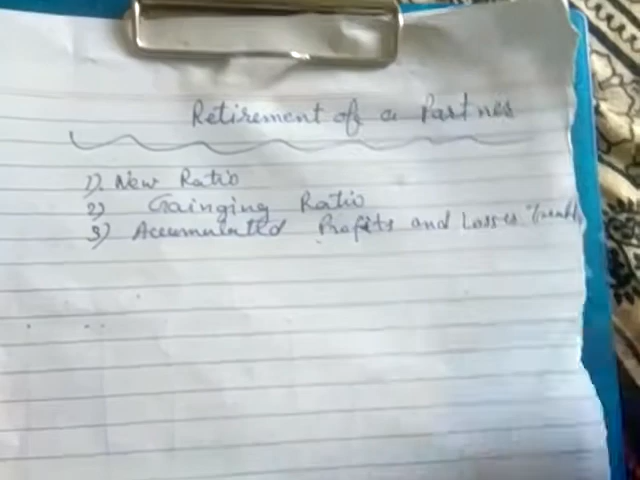 Retirement of a Partner
1). New Ratio
2) Gainging Ratio
3) Accumulated Profits and Losses